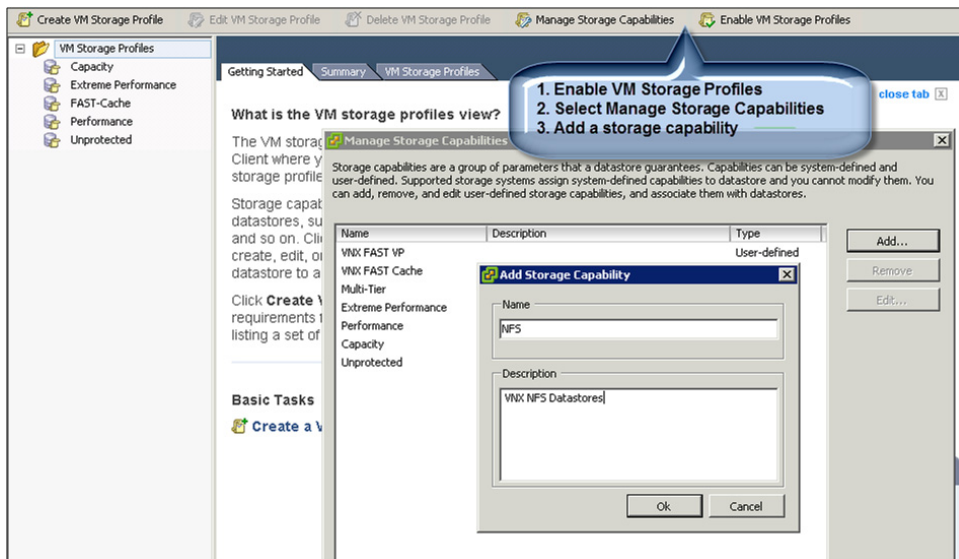 Create VM Storage Profile
Edit VM Storage Profile
Delete VM Storage Profile
Manage Storage Capabilities
Enable VM Storage Profiles
VM Storage Profiles
Capacity
Extreme Performance
FAST-Cache
Performance
Unprotected
Getting Started
Summary
VM Storage Profiles
1. Enable VM Storage Profiles
2. Select Manage Storage Capabilities
3. Add a storage capability
close tab
What is the VM storage profiles view?
The VM storag
Client where y
storage profile
Storage capab
datastores, su
and so on. Cli
create, edit, o
datastore to a
Click Create V
requirements
listing a set of
Basic Tasks
Create a V
Manage Storage Capabilities
Storage capabilities are a group of parameters that a datastore guarantees. Capabilities can be system-defined and
user-defined. Supported storage systems assign system-defined capabilities to datastore and you cannot modify them. You
can add, remove, and edit user-defined storage capabilities, and associate them with datastores.
Name Description Type
VNX FAST VP User-defined
VNX FAST Cache
Multi-Tier
Extreme Performance
Performance
Capacity
Unprotected
Add...
Remove
Edit...
Add Storage Capability
Name
NFS
Description
VNX NFS Datastores
Ok
Cancel